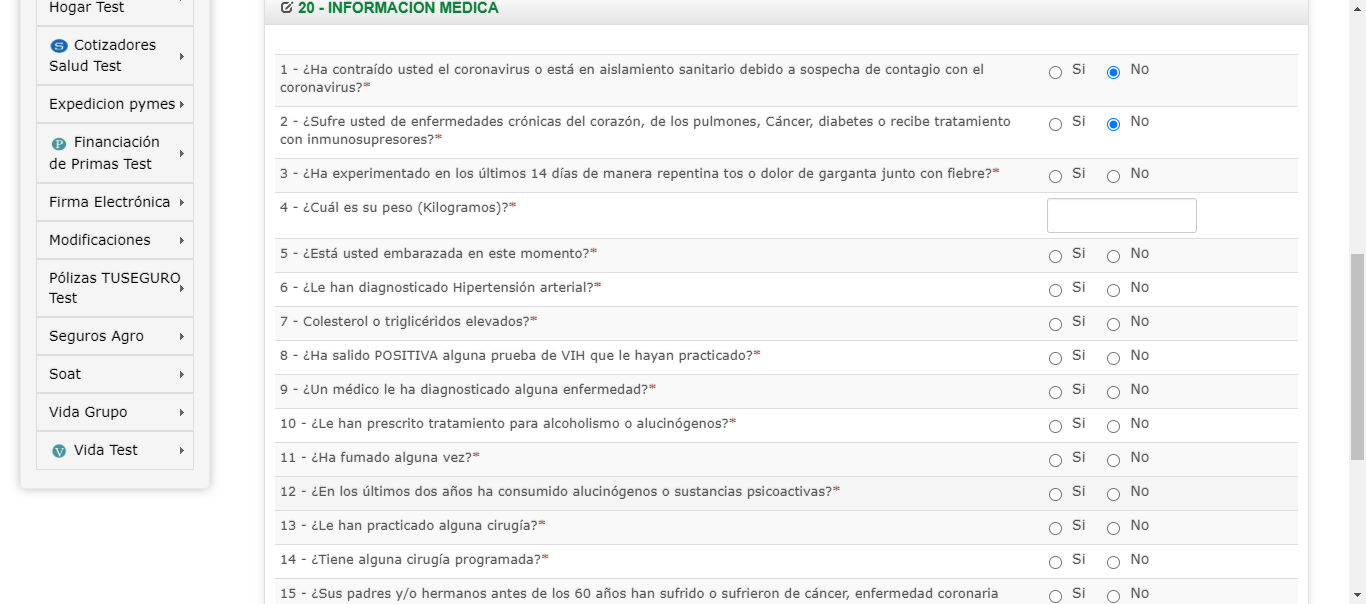 Hogar Test
S Cotizadores
Salud Test
Expedicion pymes
P Financiación
de Primas Test
Firma Electrónica
Modificaciones
Pólizas TUSEGURO
Test
Seguros Agro
Soat
Vida Grupo
V Vida Test
20 - INFORMACION MEDICA
1 - ¿Ha contraído usted el coronavirus o está en aislamiento sanitario debido a sospecha de contagio con el Si No
coronavirus?*
2 - ¿Sufre usted de enfermedades crónicas del corazón, de los pulmones, Cáncer, diabetes o recibe tratamiento Si No
con inmunosupresores?*
3 - ¿Ha experimentado en los últimos 14 días de manera repentina tos o dolor de garganta junto con fiebre?* Si No
4 - ¿Cuál es su peso (Kilogramos)?*
5 - ¿Está usted embarazada en este momento?* Si No
6 - ¿Le han diagnosticado Hipertensión arterial?* Si No
7 - Colesterol o triglicéridos elevados?* Si No
8 - ¿Ha salido POSITIVA alguna prueba de VIH que le hayan practicado?* Si No
9 - ¿Un médico le ha diagnosticado alguna enfermedad?* Si No
10 - ¿Le han prescrito tratamiento para alcoholismo o alucinógenos?* Si No
11 - ¿Ha fumado alguna vez?* Si No
12 - ¿En los últimos dos años ha consumido alucinógenos o sustancias psicoactivas?* Si No
13 - ¿Le han practicado alguna cirugía?* Si No
14 - ¿Tiene alguna cirugía programada?* Si No
15 - ¿Sus padres y/o hermanos antes de los 60 años han sufrido o sufrieron de cáncer, enfermedad coronaria Si No